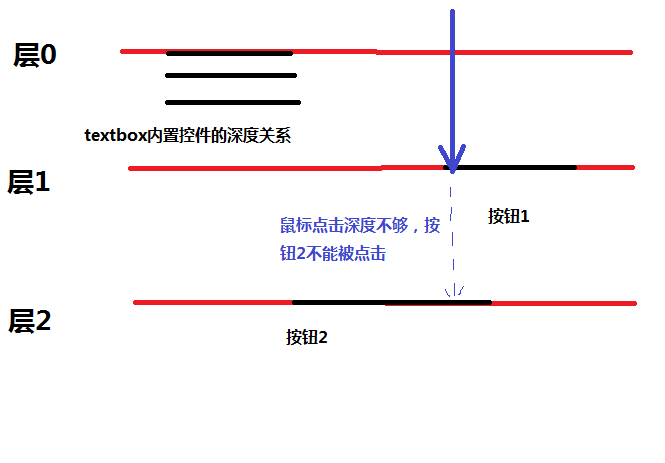 层0
textbox内置控件的深度关系
层1
按钮1
鼠标点击深度不够，按
钮2不能被点击
层2
按钮2